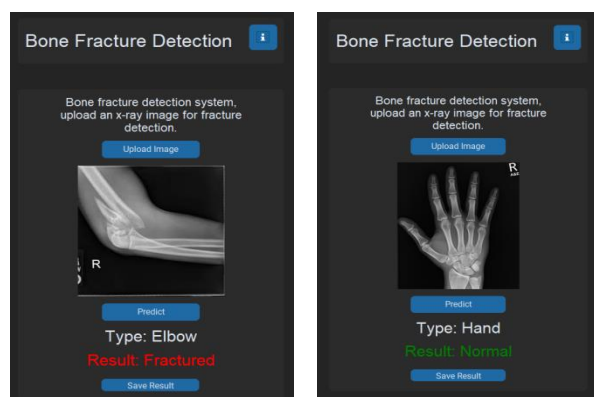 Bone Fracture Detection
i
Bone fracture detection system,
upload an x-ray image for fracture
detection.
Upload Image
R
Predict
Type: Elbow
Result: Fractured
Save Result
Bone Fracture Detection
i
Bone fracture detection system,
upload an x-ray image for fracture
detection.
Upload Image
R
Predict
Type: Hand
Result: Normal
Save Result